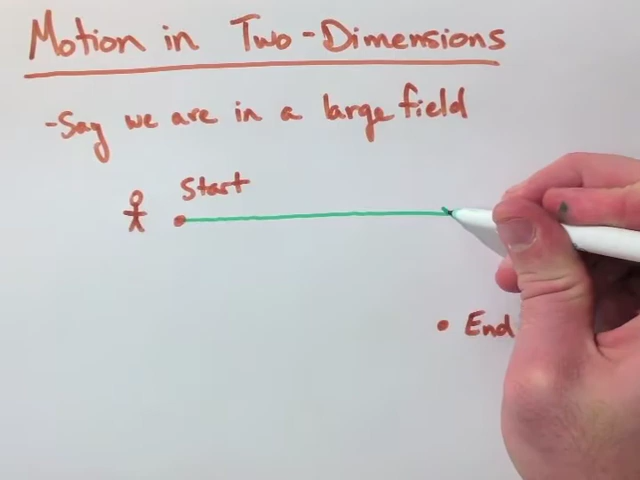 Motion in Two-Dimensions
-Say we are in a large field
Start
End